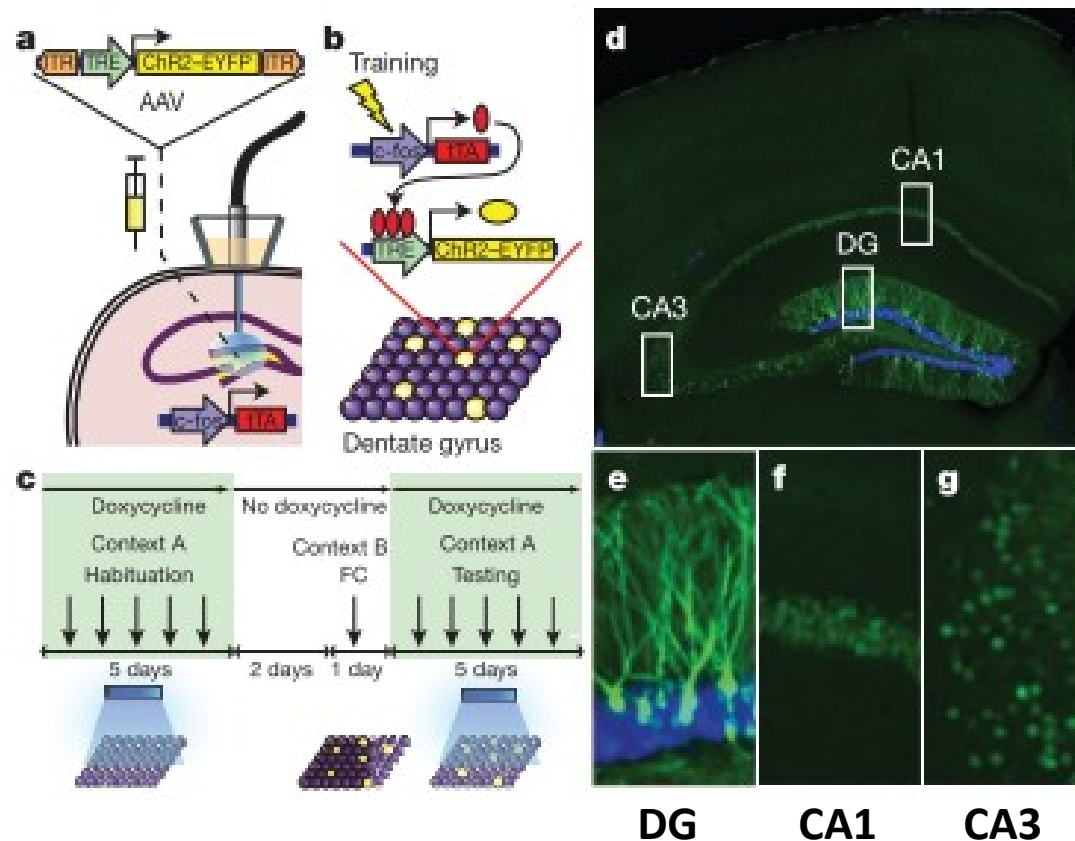 a
ITR TRE ChR2–EYFP ITR
AAV
c-fos tTA
b
Training
c-fos tTA
TRE ChR2–EYFP
Dentate gyrus
c
Doxycycline No doxycycline Doxycycline
Context A Context B Context A
Habituation FC Testing
5 days 2 days 1 day 5 days
d
CA1
DG
CA3
e f g
DG CA1 CA3